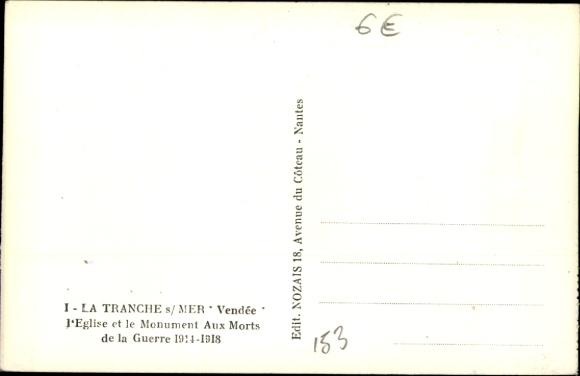 6€
I - LA TRANCHE s/ MER * Vendée *
l'Eglise et le Monument Aux Morts
de la Guerre 1914-1918
Edit. NOZAIS 18, Avenue du Côteau - Nantes
153